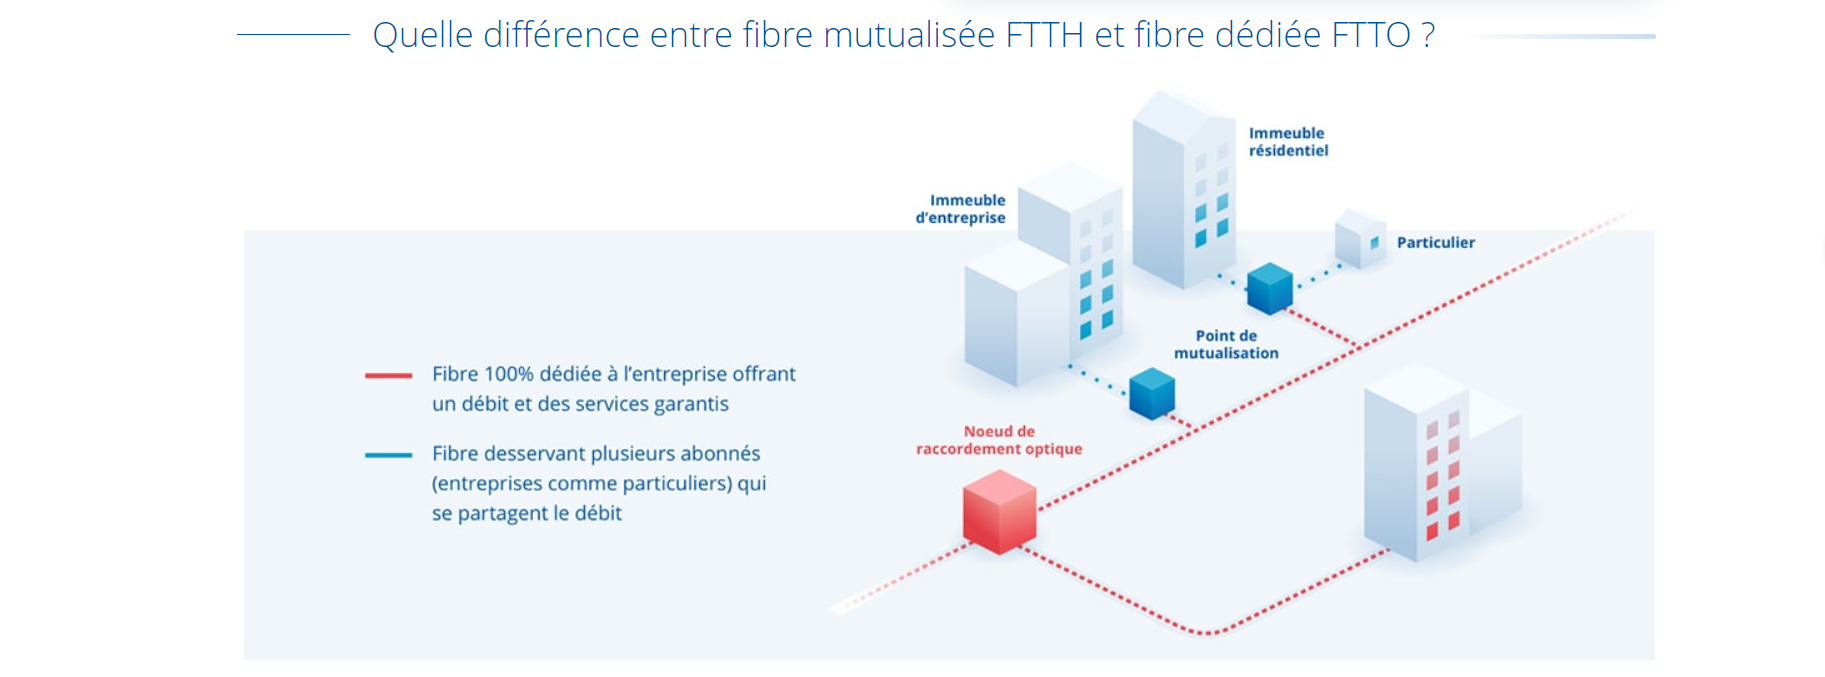 Quelle différence entre fibre mutualisée FTTH et fibre dédiée FTTO ?
Immeuble
résidentiel
Immeuble
d'entreprise
Particulier
Point de
mutualisation
Fibre 100% dédiée à l'entreprise offrant
un débit et des services garantis
Noeud de
raccordement optique
Fibre desservant plusieurs abonnés
(entreprises comme particuliers) qui
se partagent le débit